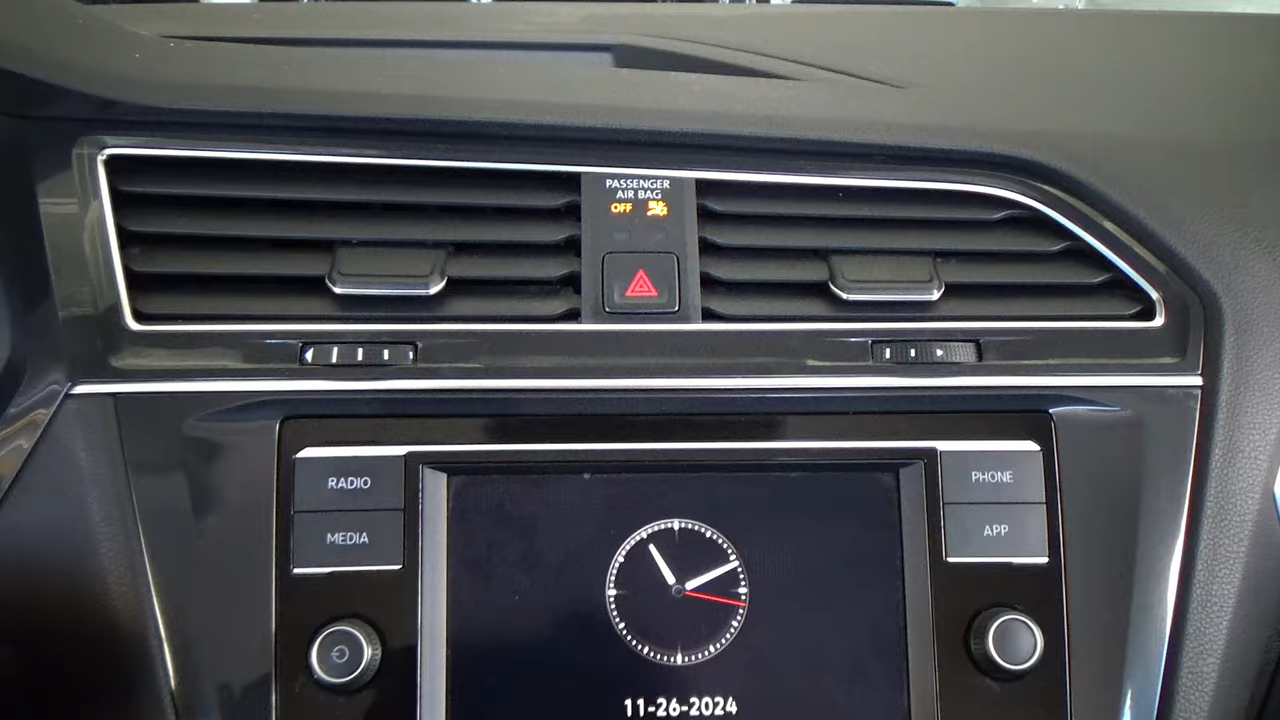 PASSENGER
AIR BAG
OFF
RADIO
MEDIA
PHONE
APP
11-26-2024